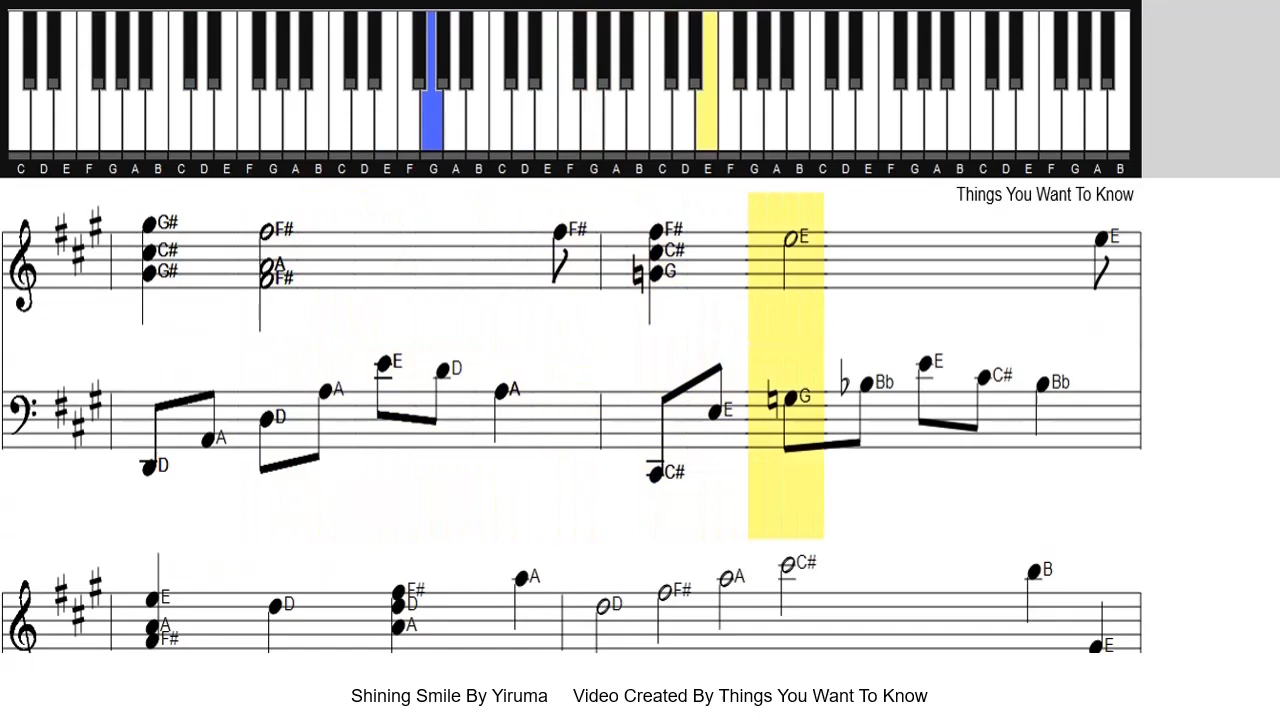 C D E F G A B C D E F G A B C D E F G A B C D E F G A B C D E F G A B C D E F G A B C D E F G A B
Things You Want To Know
G# F# F# F# E E
C# A C#
G# F# G
E D E
A A C# Bb
D E G Bb
A
D C#
C#
E D F# D F# A A B
A D
F# A E
Shining Smile By Yiruma Video Created By Things You Want To Know